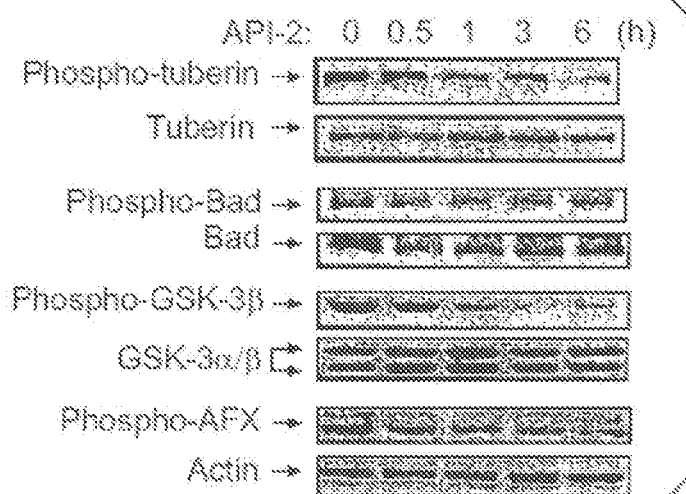 API-2: 0 0.5 1 3 6 (h)
Phospho-tuberin
Tuberin
Phospho-Bad
Bad
Phospho-GSK-3β
GSK-3α/β
Phospho-AFX
Actin